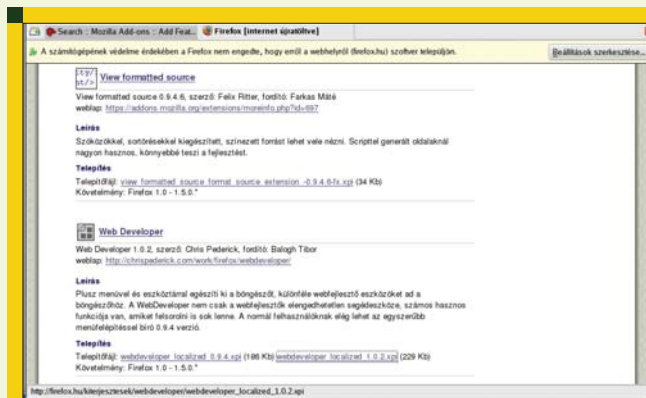 Search :: Mozilla Add-ons :: Add Feat...
Firefox [internet újratöltve]
A számítógépének védelme érdekében a Firefox nem engedte, hogy erről a webhelyről (firefox.hu) szoftver települjön.
Beállítások szerkesztése...
View formatted source
View formatted source 0.9.4.6, szerző: Felix Ritter, fordító: Farkas Máté
weblap: https://addons.mozilla.org/extensions/moreinfo.php?id=697
Leírás
Szóközökkel, sortörésekkel kiegészített, színezett forrást lehet vele nézni. Scripttel generált oldalaknál
nagyon hasznos, könnyebbé teszi a fejlesztést.
Telepítés
Telepítőfájl: view_formatted_source_format_source_extension_-0.9.4.6-fx.xpi (34 Kb)
Követelmény: Firefox 1.0 - 1.5.0.*
Web Developer
Web Developer 1.0.2, szerző: Chris Pederick, fordító: Balogh Tibor
weblap: http://chrispederick.com/work/firefox/webdeveloper/
Leírás
Plusz menüvel és eszköztárral egészíti ki a böngészőt, különféle webfejlesztő eszközöket ad a
böngészőhöz. A WebDeveloper nem csak a webfejlesztők elengedhetetlen segédeszköze, számos hasznos
funkciója van, amiket felsorolni is sok lenne. A normál felhasználóknak elég lehet az egyszerűbb
menüfelépítéssel bíró 0.9.4 verzió.
Telepítés
Telepítőfájl: webdeveloper_localized_0.9.4.xpi (186 Kb) webdeveloper_localized_1.0.2.xpi (229 Kb)
Követelmény: Firefox 1.0 - 1.5.0.*
http://firefox.hu/kiterjesztesek/webdeveloper/webdeveloper_localized_1.0.2.xpi